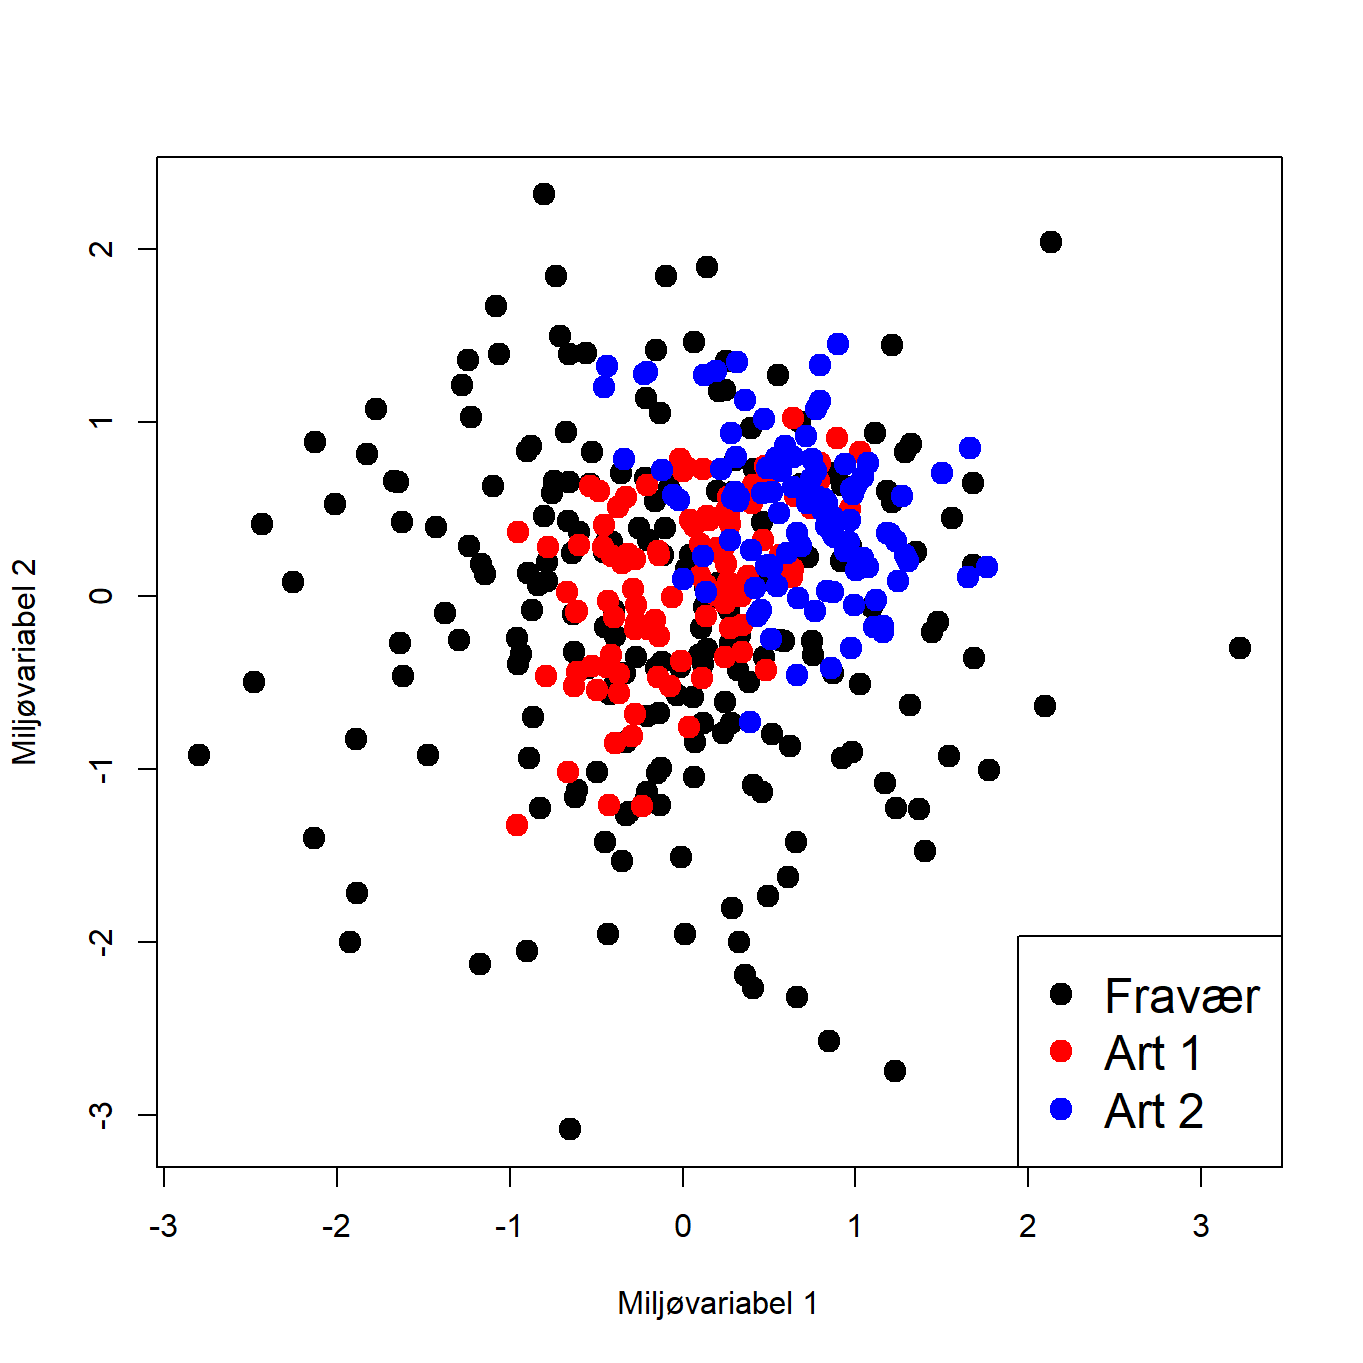 2
1
0
-1
-2
-3
Miljøvariabel 2
-3 -2 -1 0 1 2 3
Miljøvariabel 1
Fravær
Art 1
Art 2